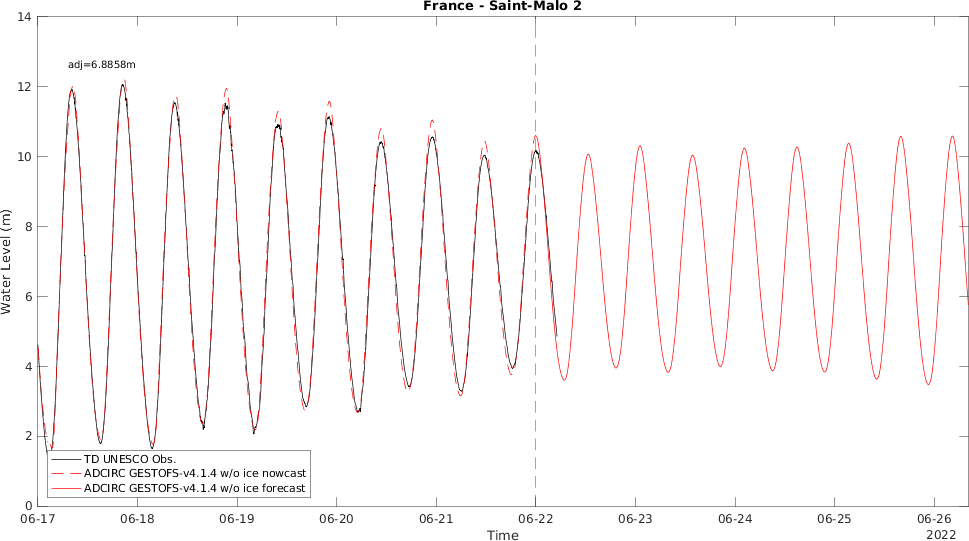 France - Saint-Malo 2
adj=6.8858m
14
12
10
8
6
4
2
0
Water Level (m)
TD UNESCO Obs.
ADCIRC GESTOFS-v4.1.4 w/o ice nowcast
ADCIRC GESTOFS-v4.1.4 w/o ice forecast
06-17 06-18 06-19 06-20 06-21 06-22 06-23 06-24 06-25 06-26
Time
2022